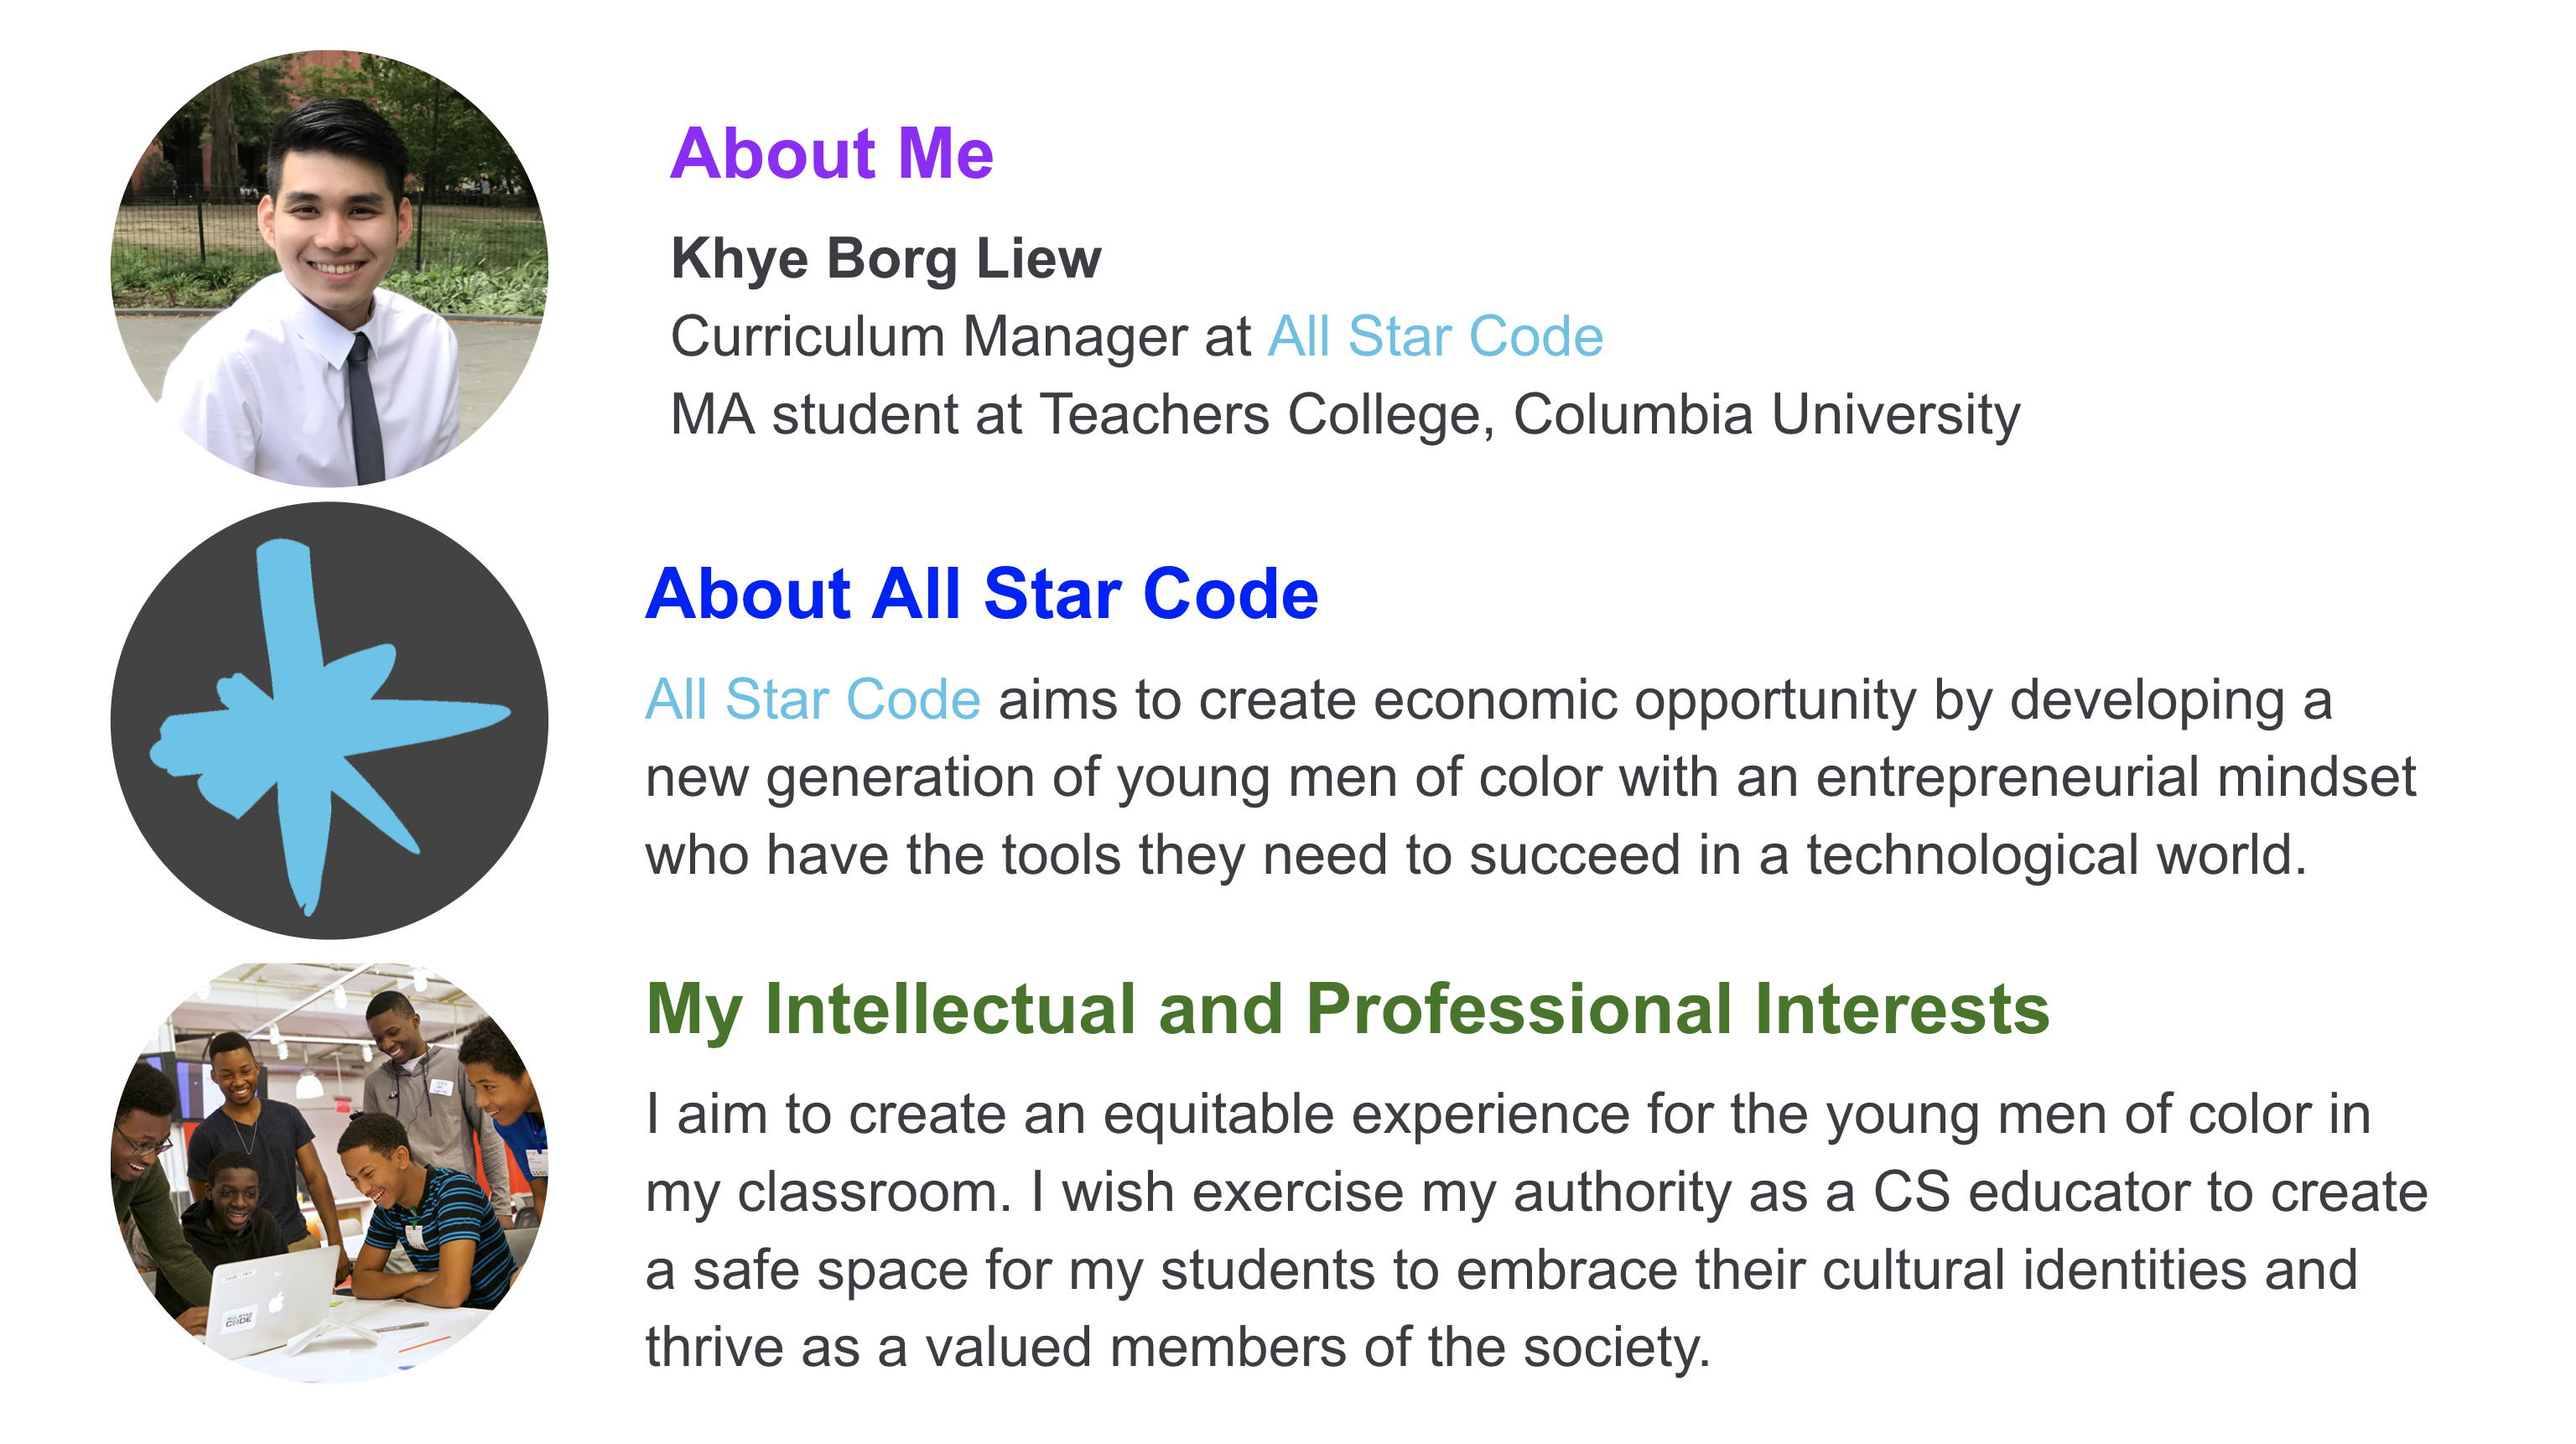 About Me
Khye Borg Liew
Curriculum Manager at All Star Code
MA student at Teachers College, Columbia University
About All Star Code
All Star Code aims to create economic opportunity by developing a
new generation of young men of color with an entrepreneurial mindset
who have the tools they need to succeed in a technological world.
My Intellectual and Professional Interests
I aim to create an equitable experience for the young men of color in
my classroom. I wish exercise my authority as a CS educator to create
a safe space for my students to embrace their cultural identities and
thrive as a valued members of the society.
ALL STAR
CODE